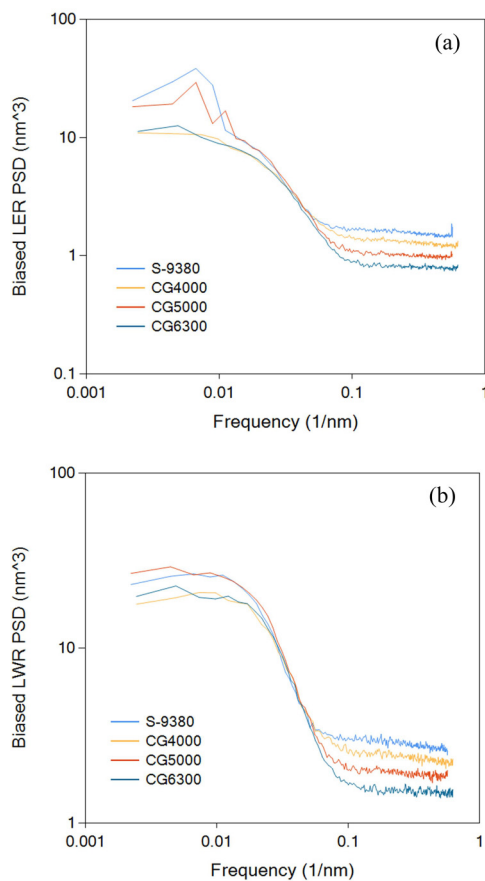 (a)
100
10
1
0.1
Biased LER PSD (nm^3)
S-9380
CG4000
CG5000
CG6300
0.001
0.01
0.1
1
Frequency (1/nm)
(b)
100
10
1
Biased LWR PSD (nm^3)
S-9380
CG4000
CG5000
CG6300
0.001
0.01
0.1
1
Frequency (1/nm)